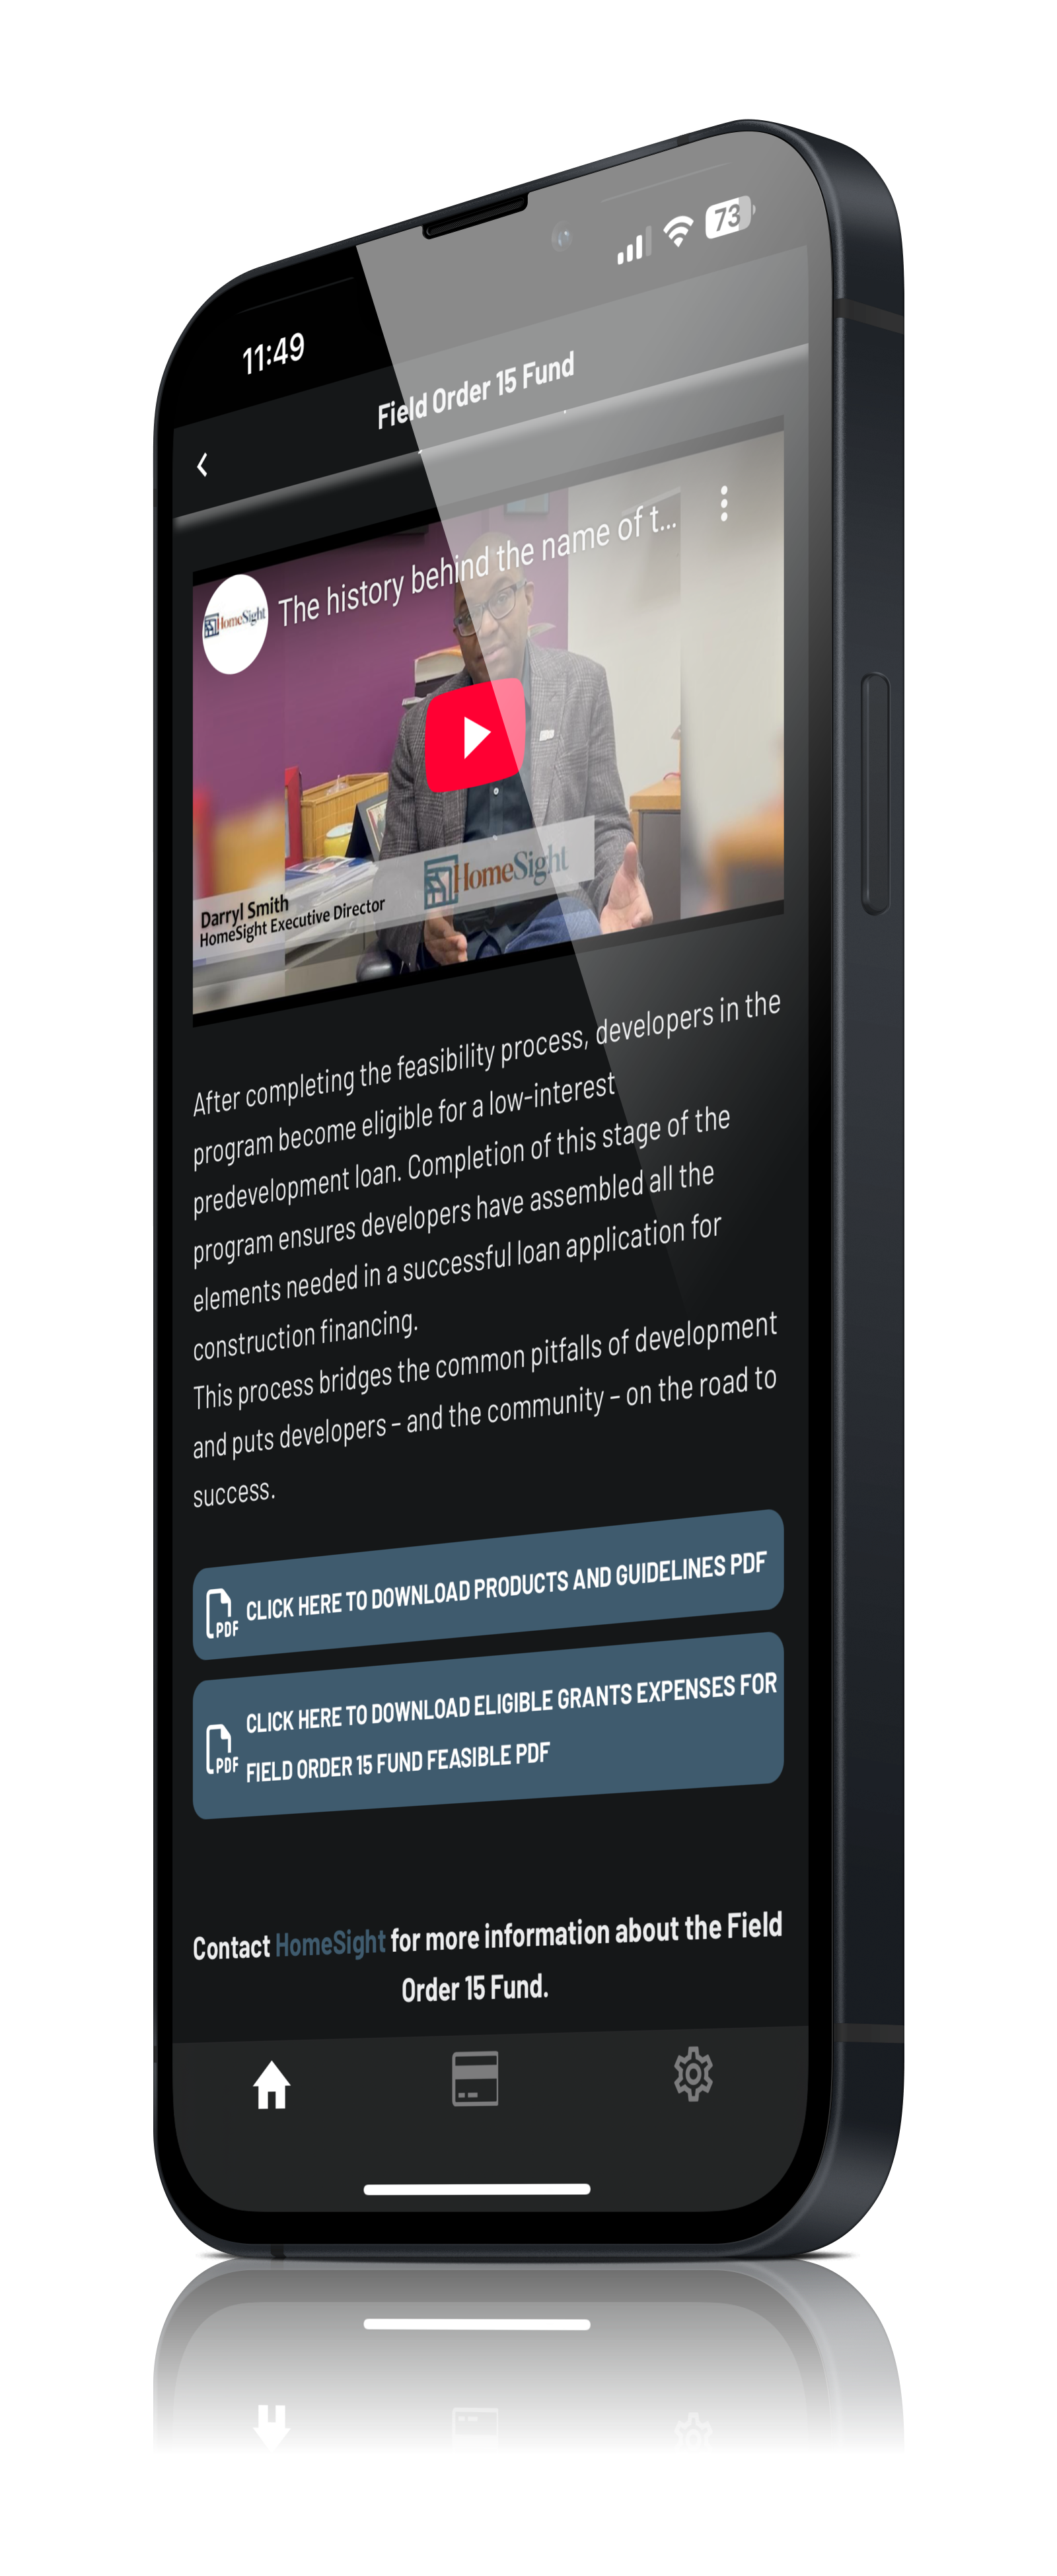 11:49
73
Field Order 15 Fund
HomeSight
The history behind the name of t...
HomeSight
Darryl Smith
HomeSight Executive Director
After completing the feasibility process, developers in the
program become eligible for a low-interest
predevelopment loan. Completion of this stage of the
program ensures developers have assembled all the
elements needed in a successful loan application for
construction financing.
This process bridges the common pitfalls of development
and puts developers – and the community – on the road to
success.
PDF
CLICK HERE TO DOWNLOAD PRODUCTS AND GUIDELINES PDF
PDF
CLICK HERE TO DOWNLOAD ELIGIBLE GRANTS EXPENSES FOR
FIELD ORDER 15 FUND FEASIBLE PDF
Contact HomeSight for more information about the Field
Order 15 Fund.